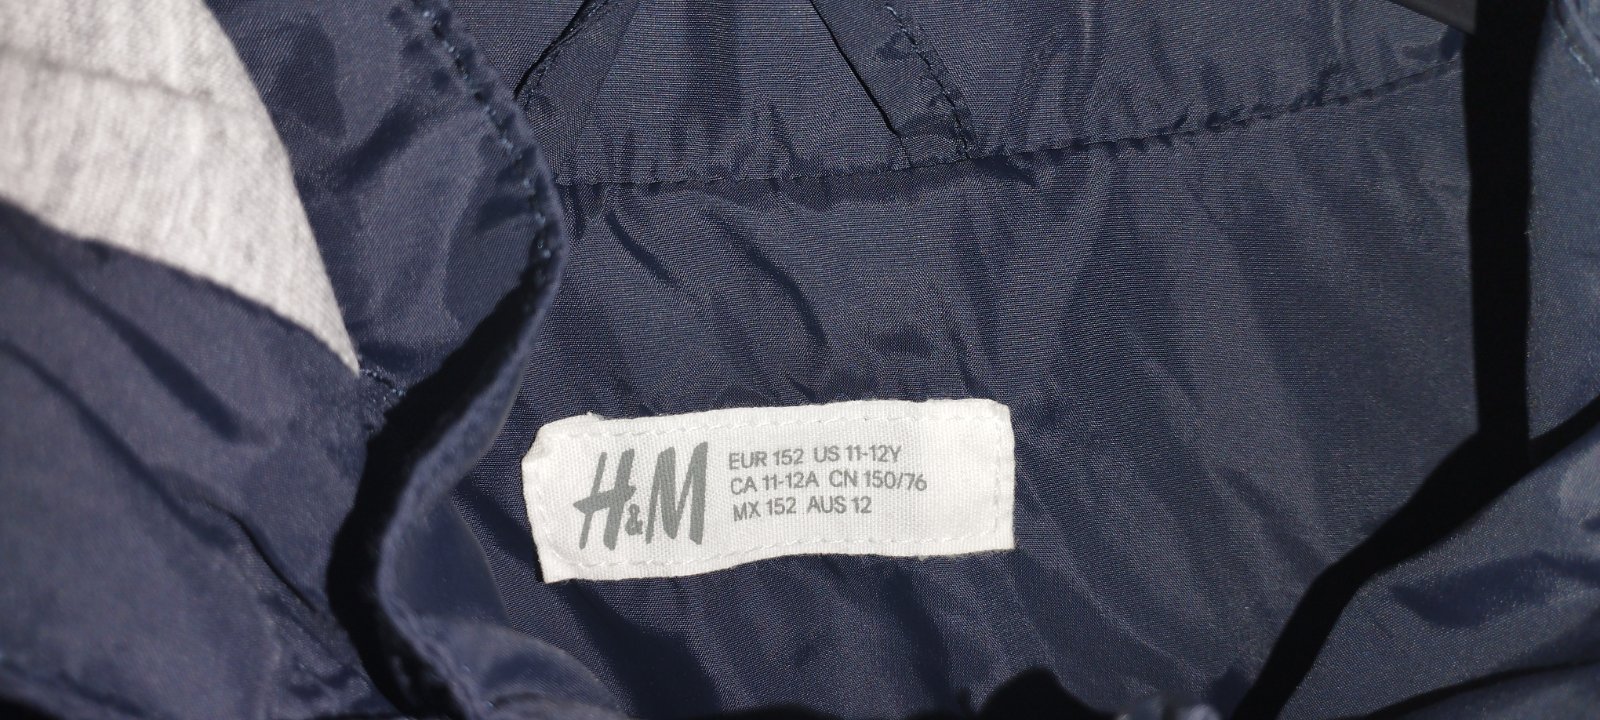 H&M
EUR 152 US 11-12Y
CA 11-12A CN 150/76
MX 152 AUS 12